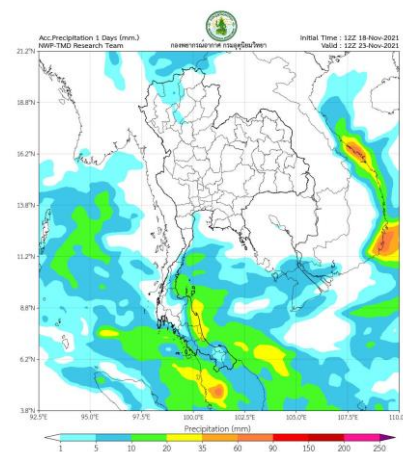 Acc.Precipitation 1 Days (mm.)
NWP-TMD Research Team
กองพยากรณ์อากาศ กรมอุตุนิยมวิทยา
Initial Time : 12Z 18-Nov-2021
Valid : 12Z 23-Nov-2021
21.2°N
18.8°N
16.2°N
13.8°N
11.2°N
8.8°N
6.2°N
3.8°N
92.5°E 95.0°E 97.5°E 100.0°E 102.5°E 105.0°E 107.5°E 110.0
Precipitation (mm)
1 5 10 20 35 60 90 150 200 250